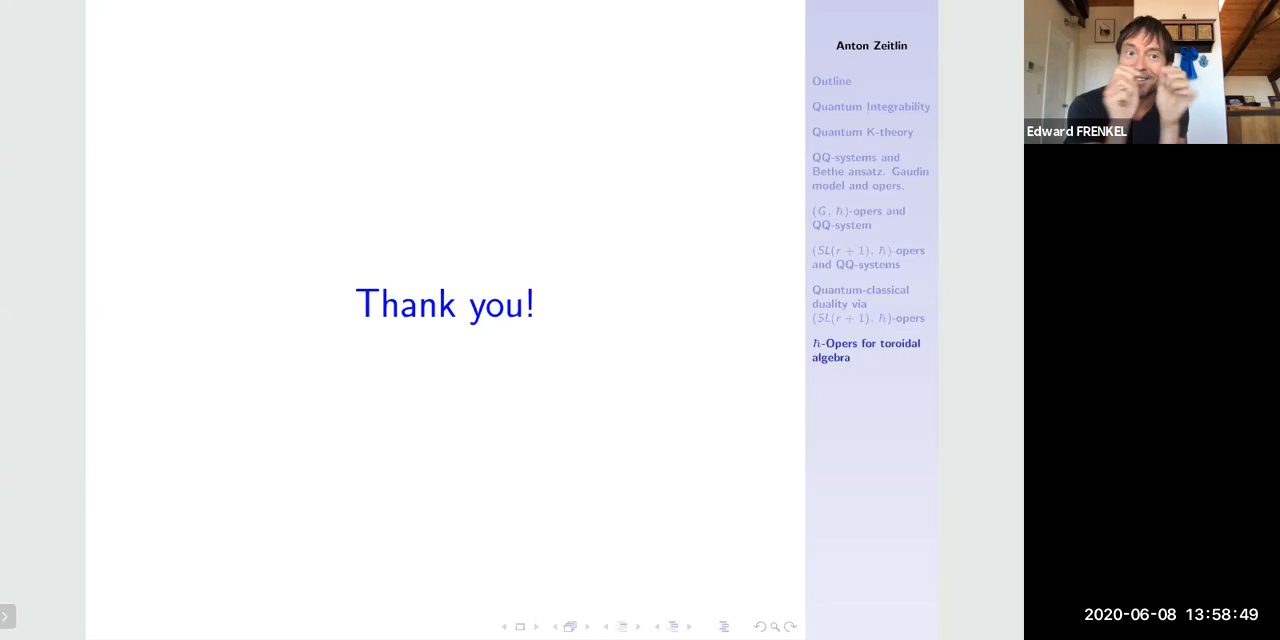 Thank you!
Anton Zeitlin
Outline
Quantum Integrability
Quantum K-theory
QQ-systems and
Bethe ansatz. Gaudin
model and opers.
(G, ħ)-opers and
QQ-system
(SL(r + 1), ħ)-opers
and QQ-systems
Quantum-classical
duality via
(SL(r + 1), ħ)-opers
ħ-Opers for toroidal
algebra
Edward FRENKEL
2020-06-08 13:58:49